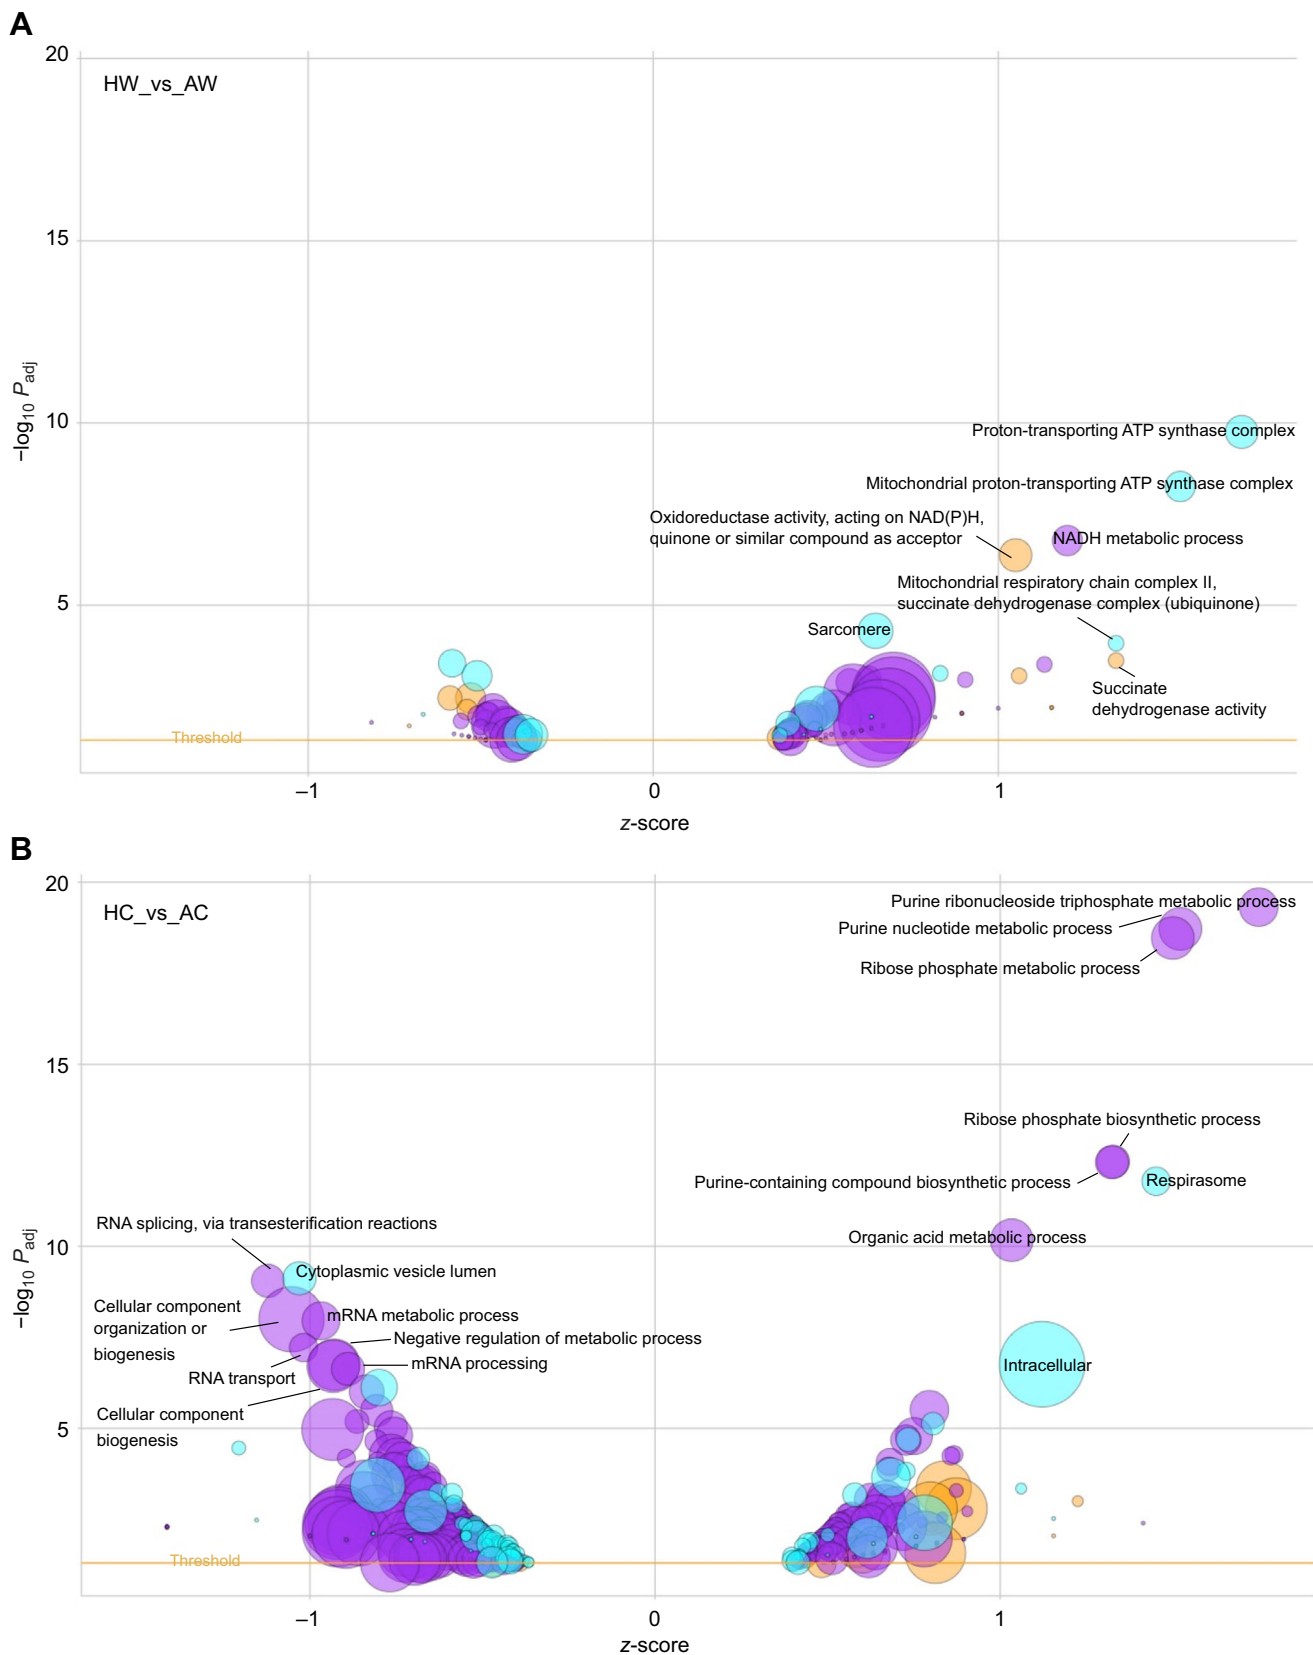 A
20
HW_vs_AW
15
10
5
−log10 Padj
Proton-transporting ATP synthase complex
Mitochondrial proton-transporting ATP synthase complex
Oxidoreductase activity, acting on NAD(P)H,
quinone or similar compound as acceptor
NADH metabolic process
Mitochondrial respiratory chain complex II,
succinate dehydrogenase complex (ubiquinone)
Sarcomere
Succinate
dehydrogenase activity
Threshold
–1
0
1
z-score
B
20
HC_vs_AC
15
10
5
−log10 Padj
Purine ribonucleoside triphosphate metabolic process
Purine nucleotide metabolic process
Ribose phosphate metabolic process
Ribose phosphate biosynthetic process
Purine-containing compound biosynthetic process
Respirasome
RNA splicing, via transesterification reactions
Organic acid metabolic process
Cytoplasmic vesicle lumen
Cellular component
organization or
biogenesis
mRNA metabolic process
Negative regulation of metabolic process
mRNA processing
RNA transport
Intracellular
Cellular component
biogenesis
Threshold
–1
0
1
z-score